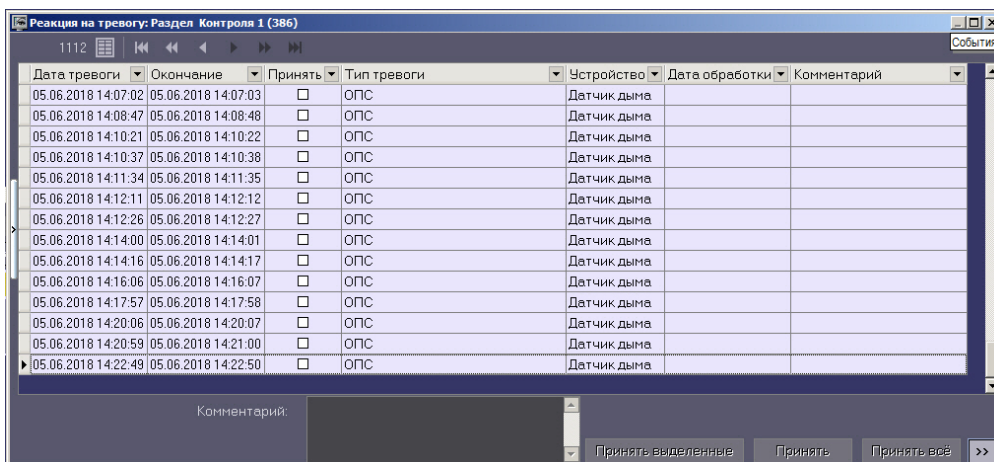 Реакция на тревогу: Раздел Контроля 1 (386)
События
1112
Дата тревоги Окончание Принять Тип тревоги Устройство Дата обработки Комментарий
05.06.2018 14:07:02 05.06.2018 14:07:03 ОПС Датчик дыма
05.06.2018 14:08:47 05.06.2018 14:08:48 ОПС Датчик дыма
05.06.2018 14:10:21 05.06.2018 14:10:22 ОПС Датчик дыма
05.06.2018 14:10:37 05.06.2018 14:10:38 ОПС Датчик дыма
05.06.2018 14:11:34 05.06.2018 14:11:35 ОПС Датчик дыма
05.06.2018 14:12:11 05.06.2018 14:12:12 ОПС Датчик дыма
05.06.2018 14:12:26 05.06.2018 14:12:27 ОПС Датчик дыма
05.06.2018 14:14:00 05.06.2018 14:14:01 ОПС Датчик дыма
05.06.2018 14:14:16 05.06.2018 14:14:17 ОПС Датчик дыма
05.06.2018 14:16:06 05.06.2018 14:16:07 ОПС Датчик дыма
05.06.2018 14:17:57 05.06.2018 14:17:58 ОПС Датчик дыма
05.06.2018 14:20:06 05.06.2018 14:20:07 ОПС Датчик дыма
05.06.2018 14:20:59 05.06.2018 14:21:00 ОПС Датчик дыма
05.06.2018 14:22:49 05.06.2018 14:22:50 ОПС Датчик дыма
Комментарий:
Принять выделенные Принять Принять всё >>